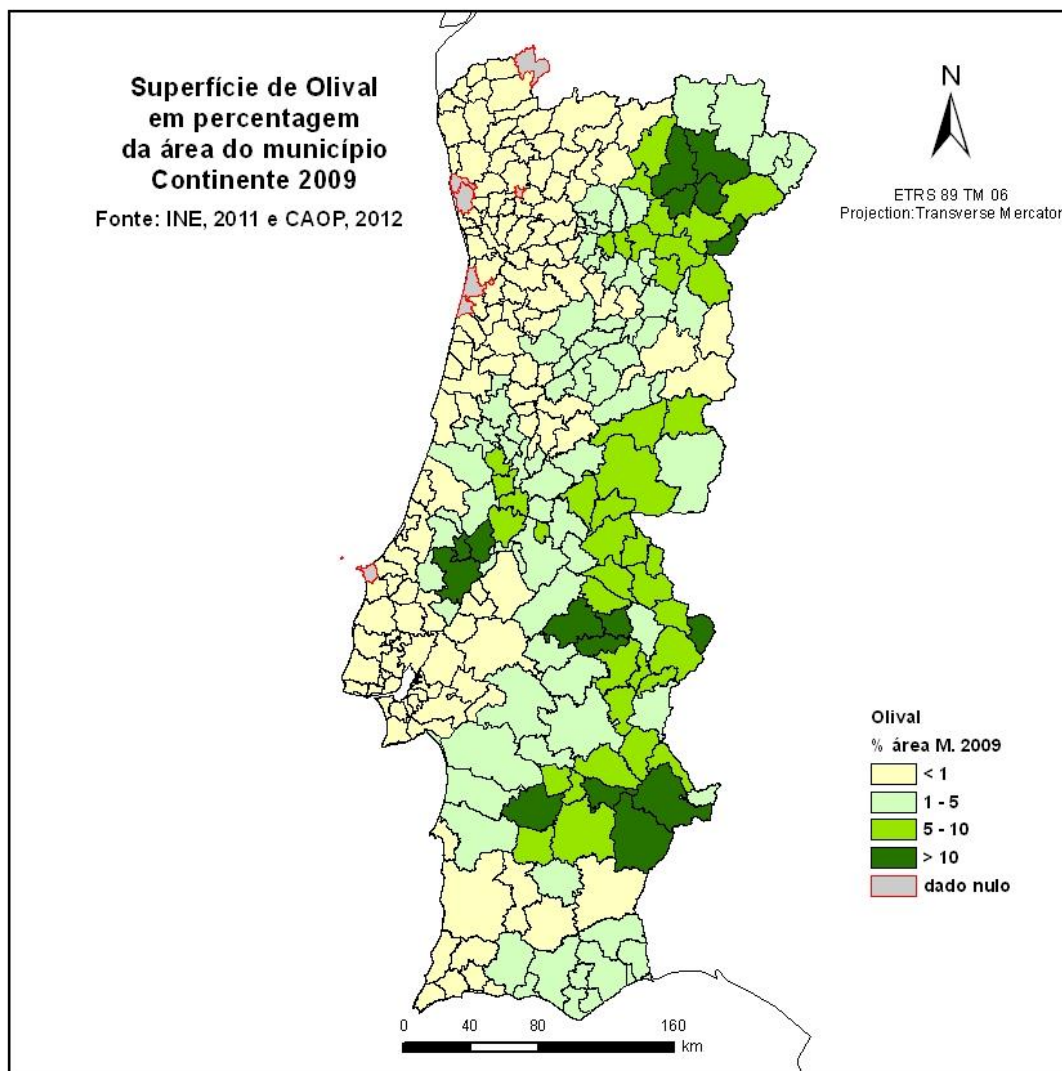 Superfície de Olival
em percentagem
da área do município
Continente 2009
Fonte: INE, 2011 e CAOP, 2012
N
ETRS 89 TM 06
Projection:Transverse Mercator
Olival
% área M. 2009
< 1
1 - 5
5 - 10
> 10
dado nulo
0 40 80 160
km